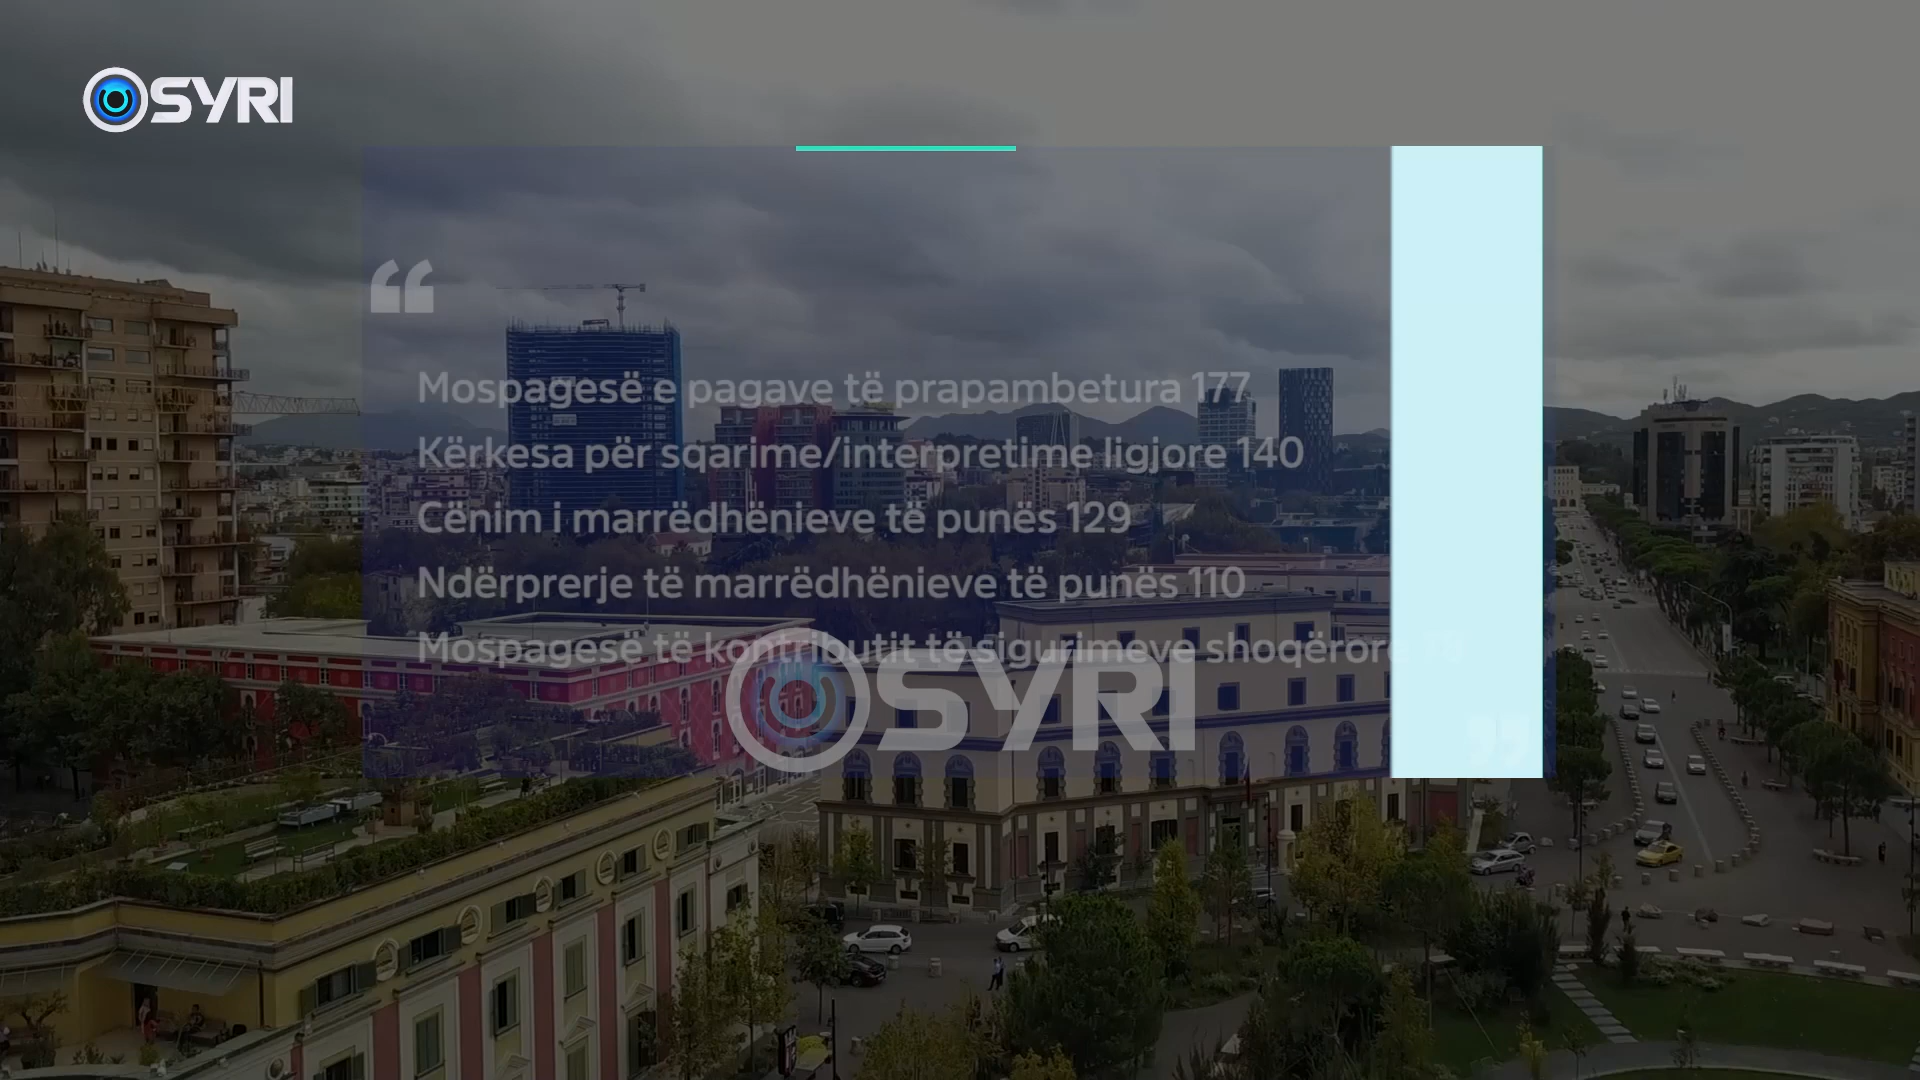 SYRI
Mospagesë e pagave të prapambetura 177
Kërkesa për sqarime/interpretime ligjore 140
Cënim i marrëdhënieve të punës 129
Ndërprerje të marrëdhënieve të punës 110
Mospagesë të kontributit të sigurimeve shoqërore
SYRI